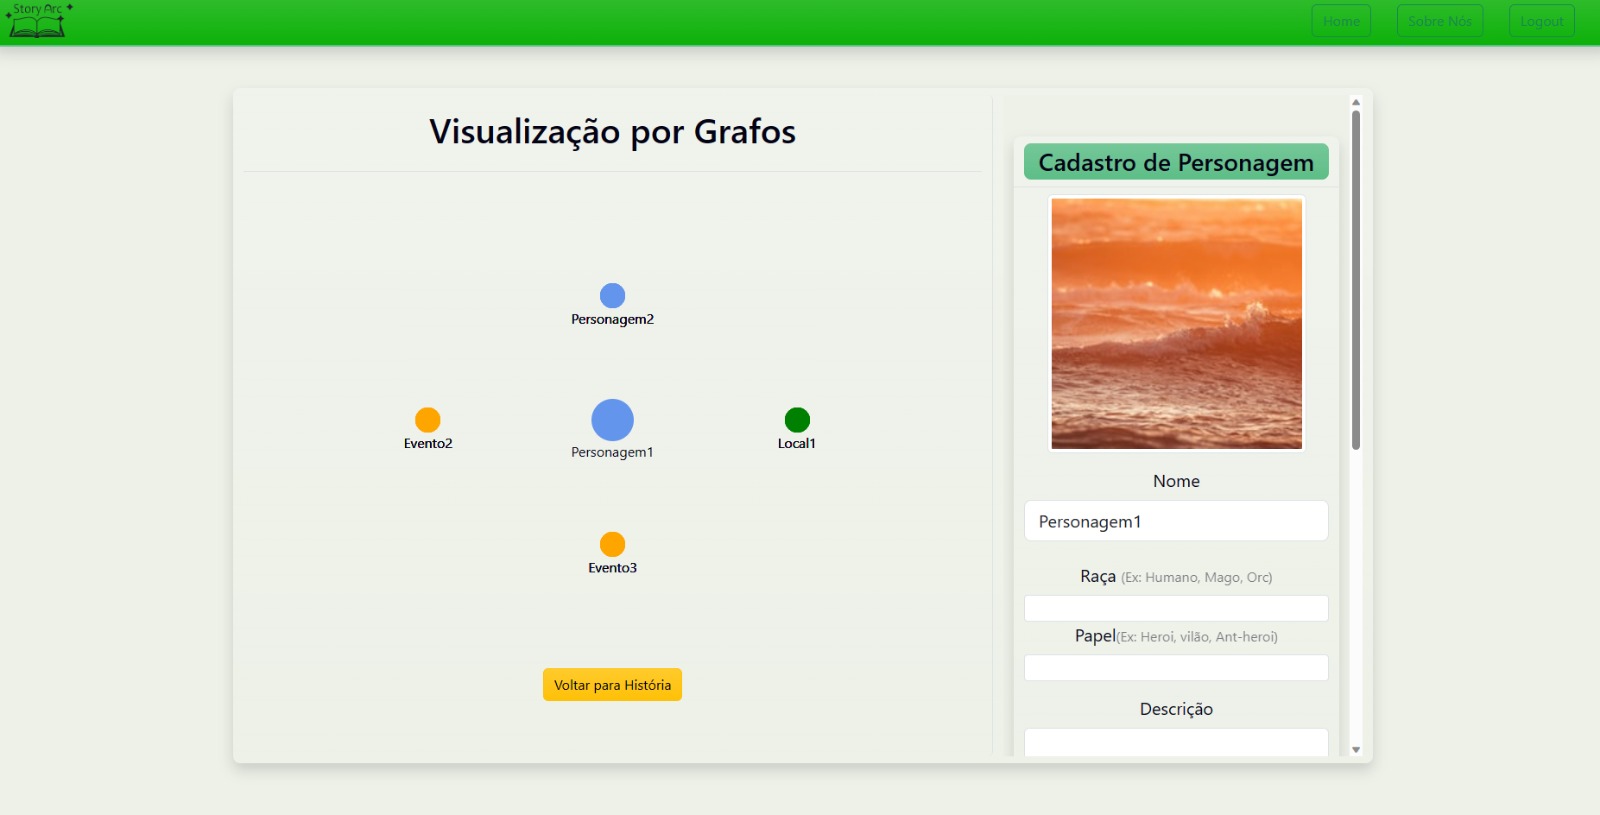 Story Arc
Home
Sobre Nós
Logout
Visualização por Grafos
Personagem2
Evento2
Personagem1
Local1
Evento3
Voltar para História
Cadastro de Personagem
Nome
Personagem1
Raça (Ex: Humano, Mago, Orc)
Papel(Ex: Heroi, vilão, Ant-heroi)
Descrição